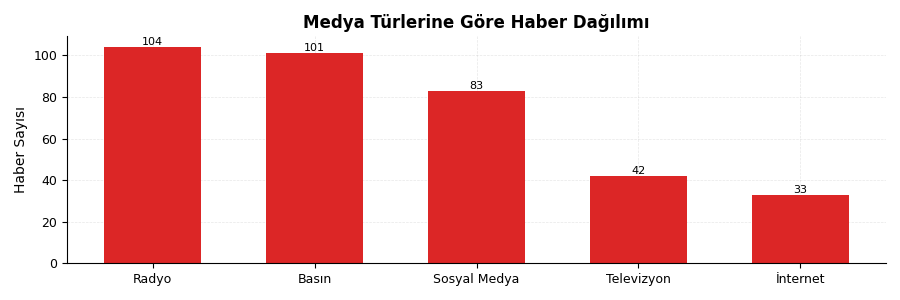 Medya Türlerine Göre Haber Dağılımı
Haber Sayısı
100
80
60
40
20
0
104
101
83
42
33
Radyo
Basın
Sosyal Medya
Televizyon
İnternet